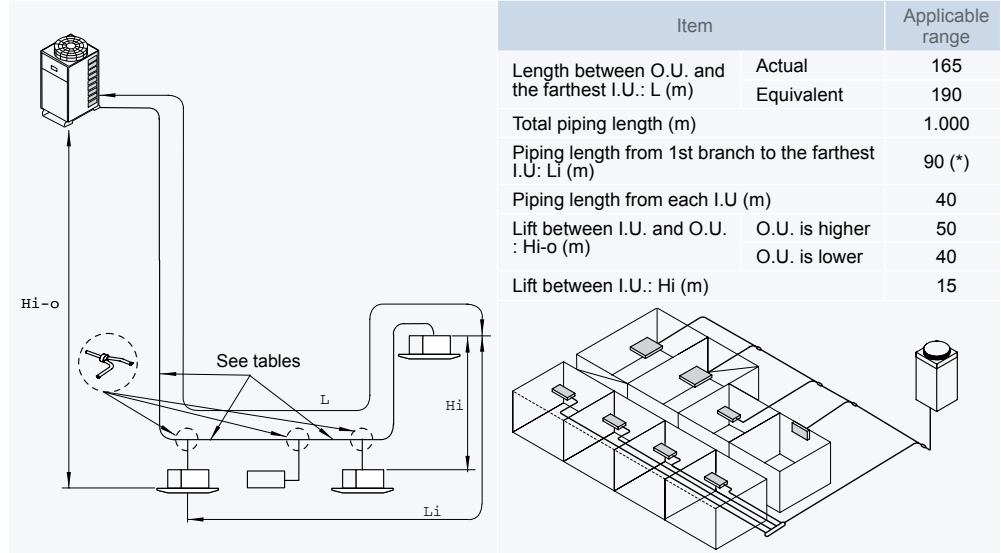 Hi-o
See tables
L
Hi
Li
Item
Applicable
range
Length between O.U. and
the farthest I.U.: L (m)
Actual
165
Equivalent
190
Total piping length (m)
1.000
Piping length from 1st branch to the farthest
I.U: Li (m)
90 (*)
Piping length from each I.U (m)
40
Lift between I.U. and O.U.
: Hi-o (m)
O.U. is higher
50
O.U. is lower
40
Lift between I.U.: Hi (m)
15